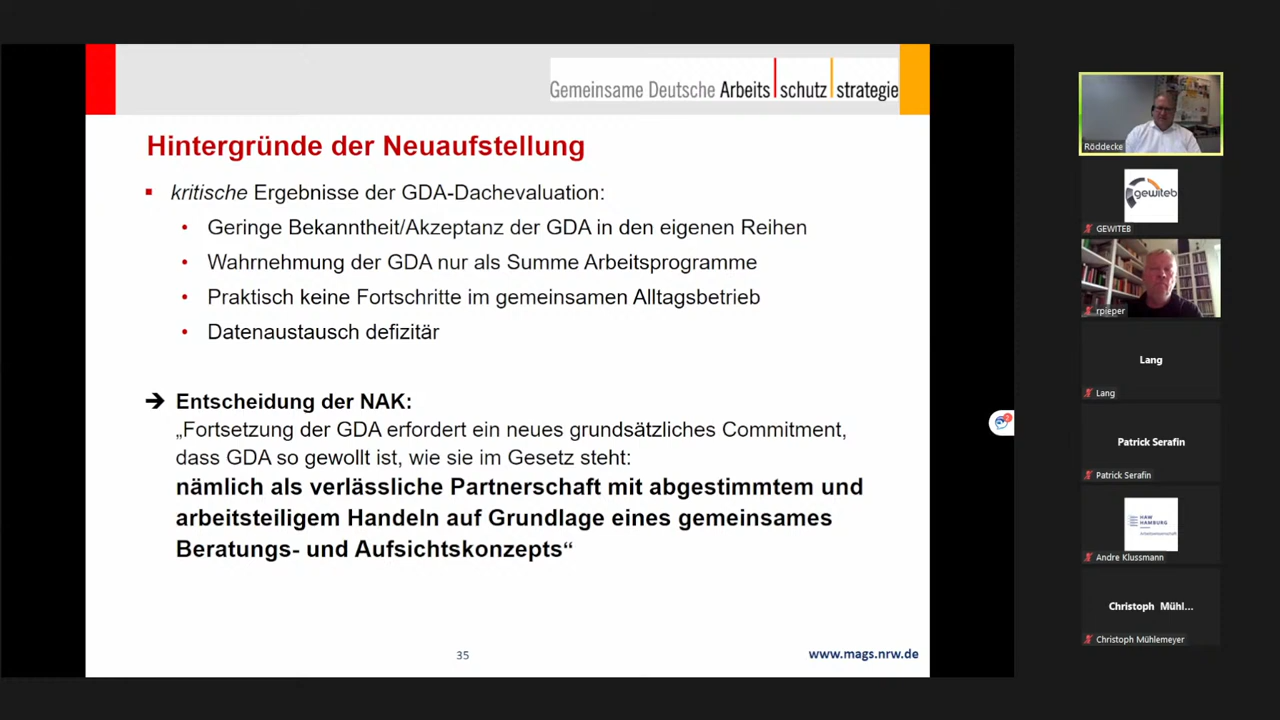 Gemeinsame Deutsche Arbeitsschutzstrategie
Hintergründe der Neuaufstellung
kritische Ergebnisse der GDA-Dachevaluation:
Geringe Bekanntheit/Akzeptanz der GDA in den eigenen Reihen
Wahrnehmung der GDA nur als Summe Arbeitsprogramme
Praktisch keine Fortschritte im gemeinsamen Alltagsbetrieb
Datenaustausch defizitär
➔ Entscheidung der NAK:
„Fortsetzung der GDA erfordert ein neues grundsätzliches Commitment,
dass GDA so gewollt ist, wie sie im Gesetz steht:
nämlich als verlässliche Partnerschaft mit abgestimmtem und
arbeitsteiligem Handeln auf Grundlage eines gemeinsames
Beratungs- und Aufsichtskonzepts“
35
www.mags.nrw.de
Röddecke
gewiteb
GEWITEB
rpieper
Lang
Lang
Patrick Serafin
Patrick Serafin
HAW
HAMBURG
Andre Klussmann
Christoph Mühl...
Christoph Mühlemeyer